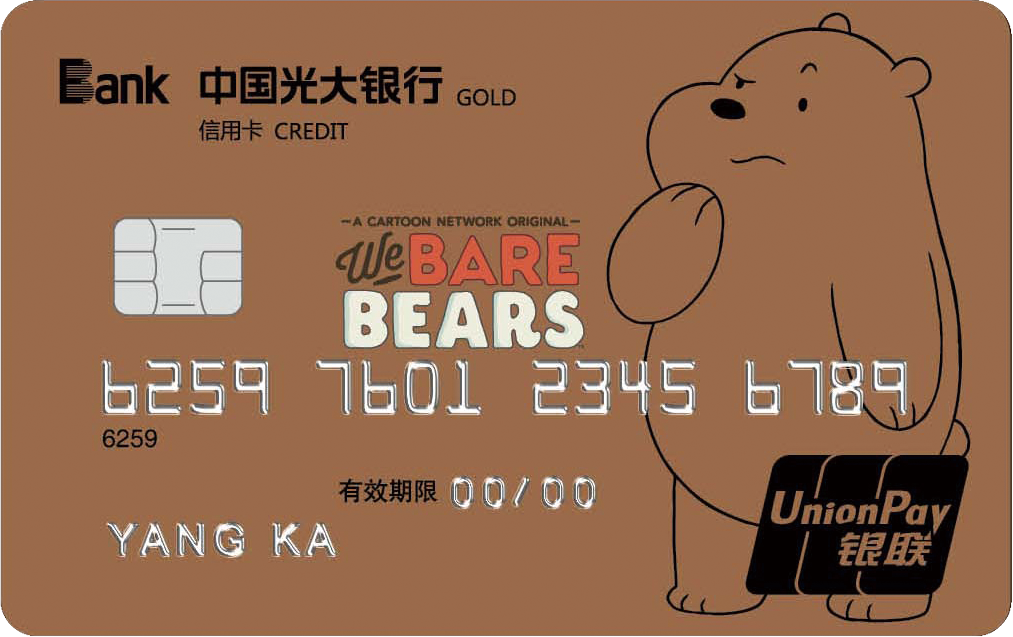 Bank 中国光大银行 GOLD
信用卡 CREDIT
A CARTOON NETWORK ORIGINAL
We BARE
BEARS
6259 7601 2345 6789
6259
有效期限 00/00
YANG KA
UnionPay
银联